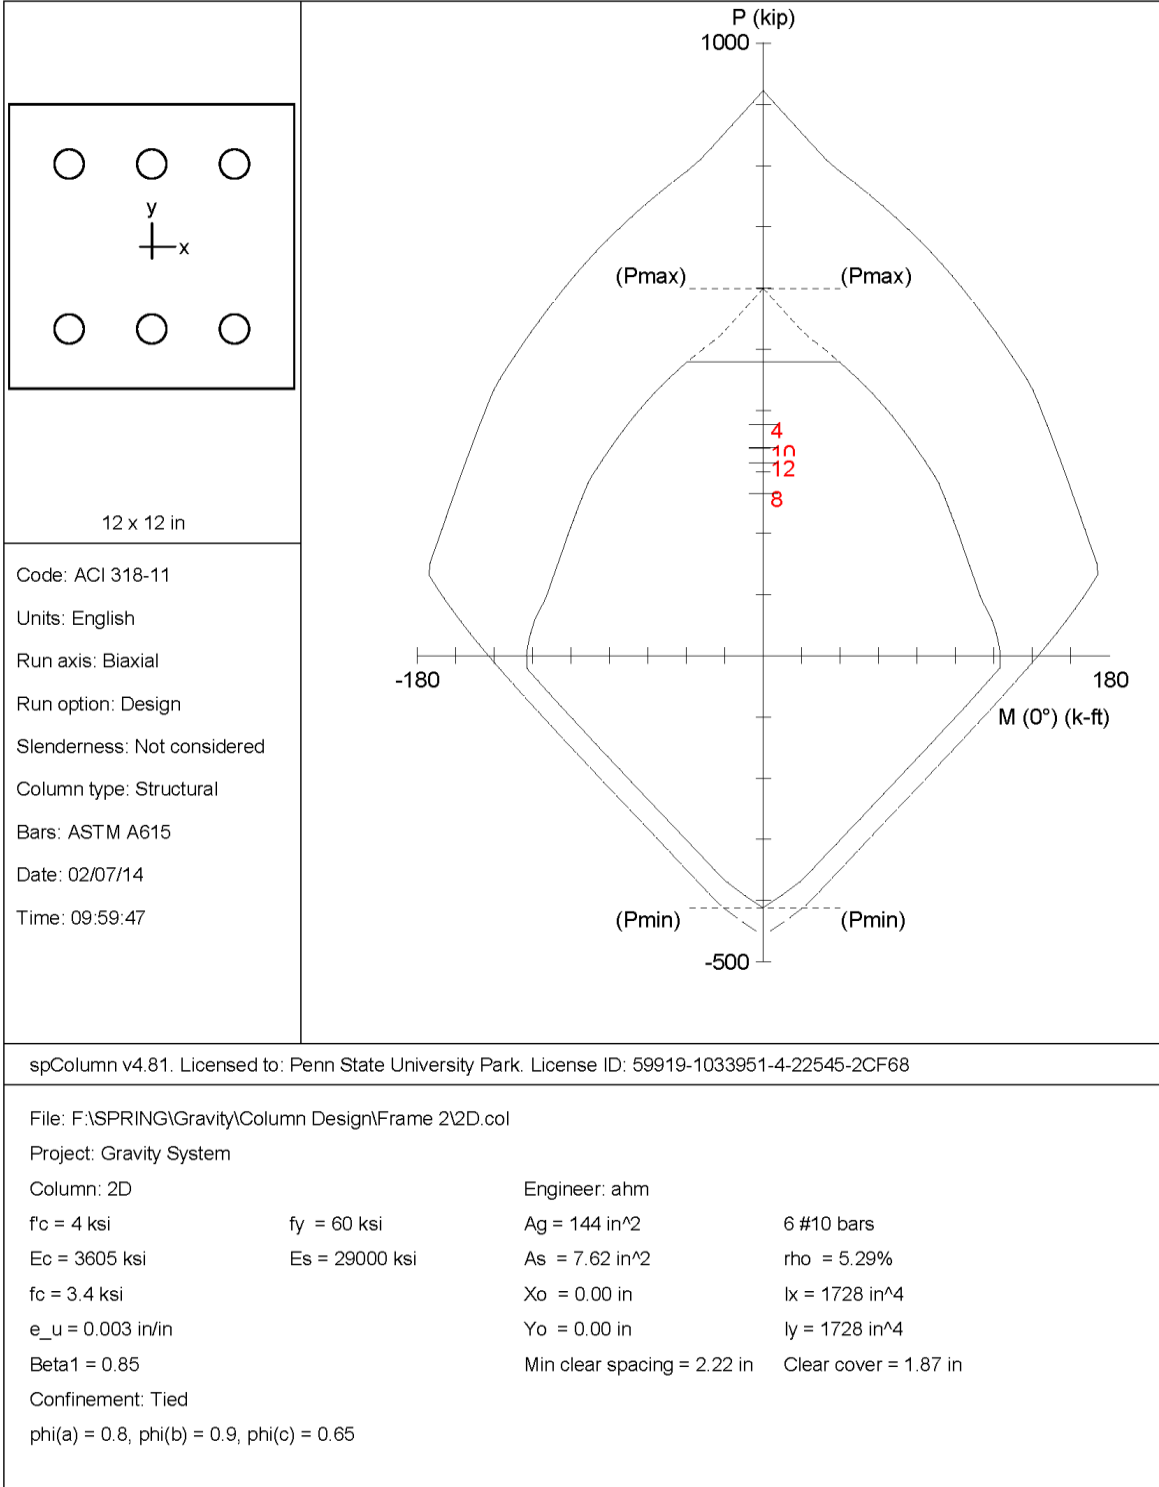 P (kip)
1000
(Pmax)
(Pmax)
4
10
12
8
-180
180
M (0°) (k-ft)
(Pmin)
(Pmin)
-500
y
x
12 x 12 in
Code: ACI 318-11
Units: English
Run axis: Biaxial
Run option: Design
Slenderness: Not considered
Column type: Structural
Bars: ASTM A615
Date: 02/07/14
Time: 09:59:47
spColumn v4.81. Licensed to: Penn State University Park. License ID: 59919-1033951-4-22545-2CF68
File: F:\SPRING\Gravity\Column Design\Frame 2\2D.col
Project: Gravity System
Column: 2D Engineer: ahm
f'c = 4 ksi fy = 60 ksi Ag = 144 in^2 6 #10 bars
Ec = 3605 ksi Es = 29000 ksi As = 7.62 in^2 rho = 5.29%
fc = 3.4 ksi Xo = 0.00 in Ix = 1728 in^4
e_u = 0.003 in/in Yo = 0.00 in Iy = 1728 in^4
Beta1 = 0.85 Min clear spacing = 2.22 in Clear cover = 1.87 in
Confinement: Tied
phi(a) = 0.8, phi(b) = 0.9, phi(c) = 0.65